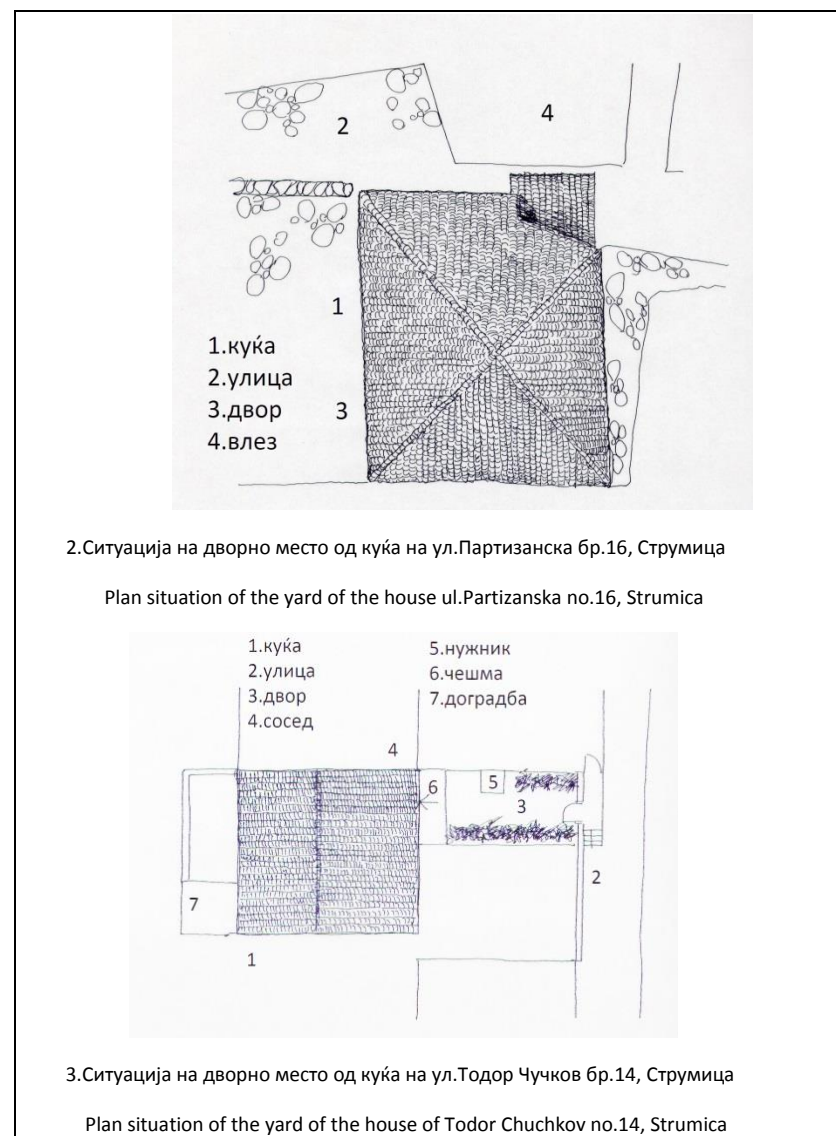 2
4
1
1.куќа
2.улица
3.двор
4.влез
3
2.Ситуација на дворно место од куќа на ул.Партизанска бр.16, Струмица
Plan situation of the yard of the house ul.Partizanska no.16, Strumica
1.куќа
2.улица
3.двор
4.сосед
5.нужник
6.чешма
7.доградба
4
6
5
3
2
7
1
3.Ситуација на дворно место од куќа на ул.Тодор Чучков бр.14, Струмица
Plan situation of the yard of the house of Todor Chuchkov no.14, Strumica